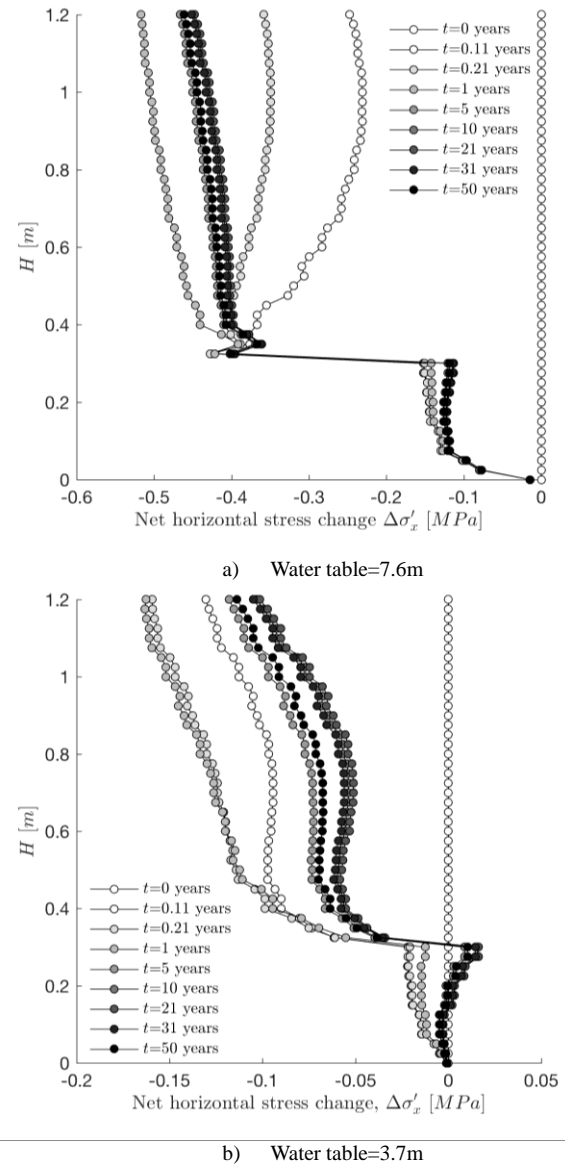 1.2
1
0.8
0.6
0.4
0.2
0
H [m]
t=0 years
t=0.11 years
t=0.21 years
t=1 years
t=5 years
t=10 years
t=21 years
t=31 years
t=50 years
-0.6 -0.5 -0.4 -0.3 -0.2 -0.1 0
Net horizontal stress change Δσ′x [MPa]
a) Water table=7.6m
1.2
1
0.8
0.6
0.4
0.2
0
H [m]
t=0 years
t=0.11 years
t=0.21 years
t=1 years
t=5 years
t=10 years
t=21 years
t=31 years
t=50 years
-0.2 -0.15 -0.1 -0.05 0 0.05
Net horizontal stress change, Δσ′x [MPa]
b) Water table=3.7m